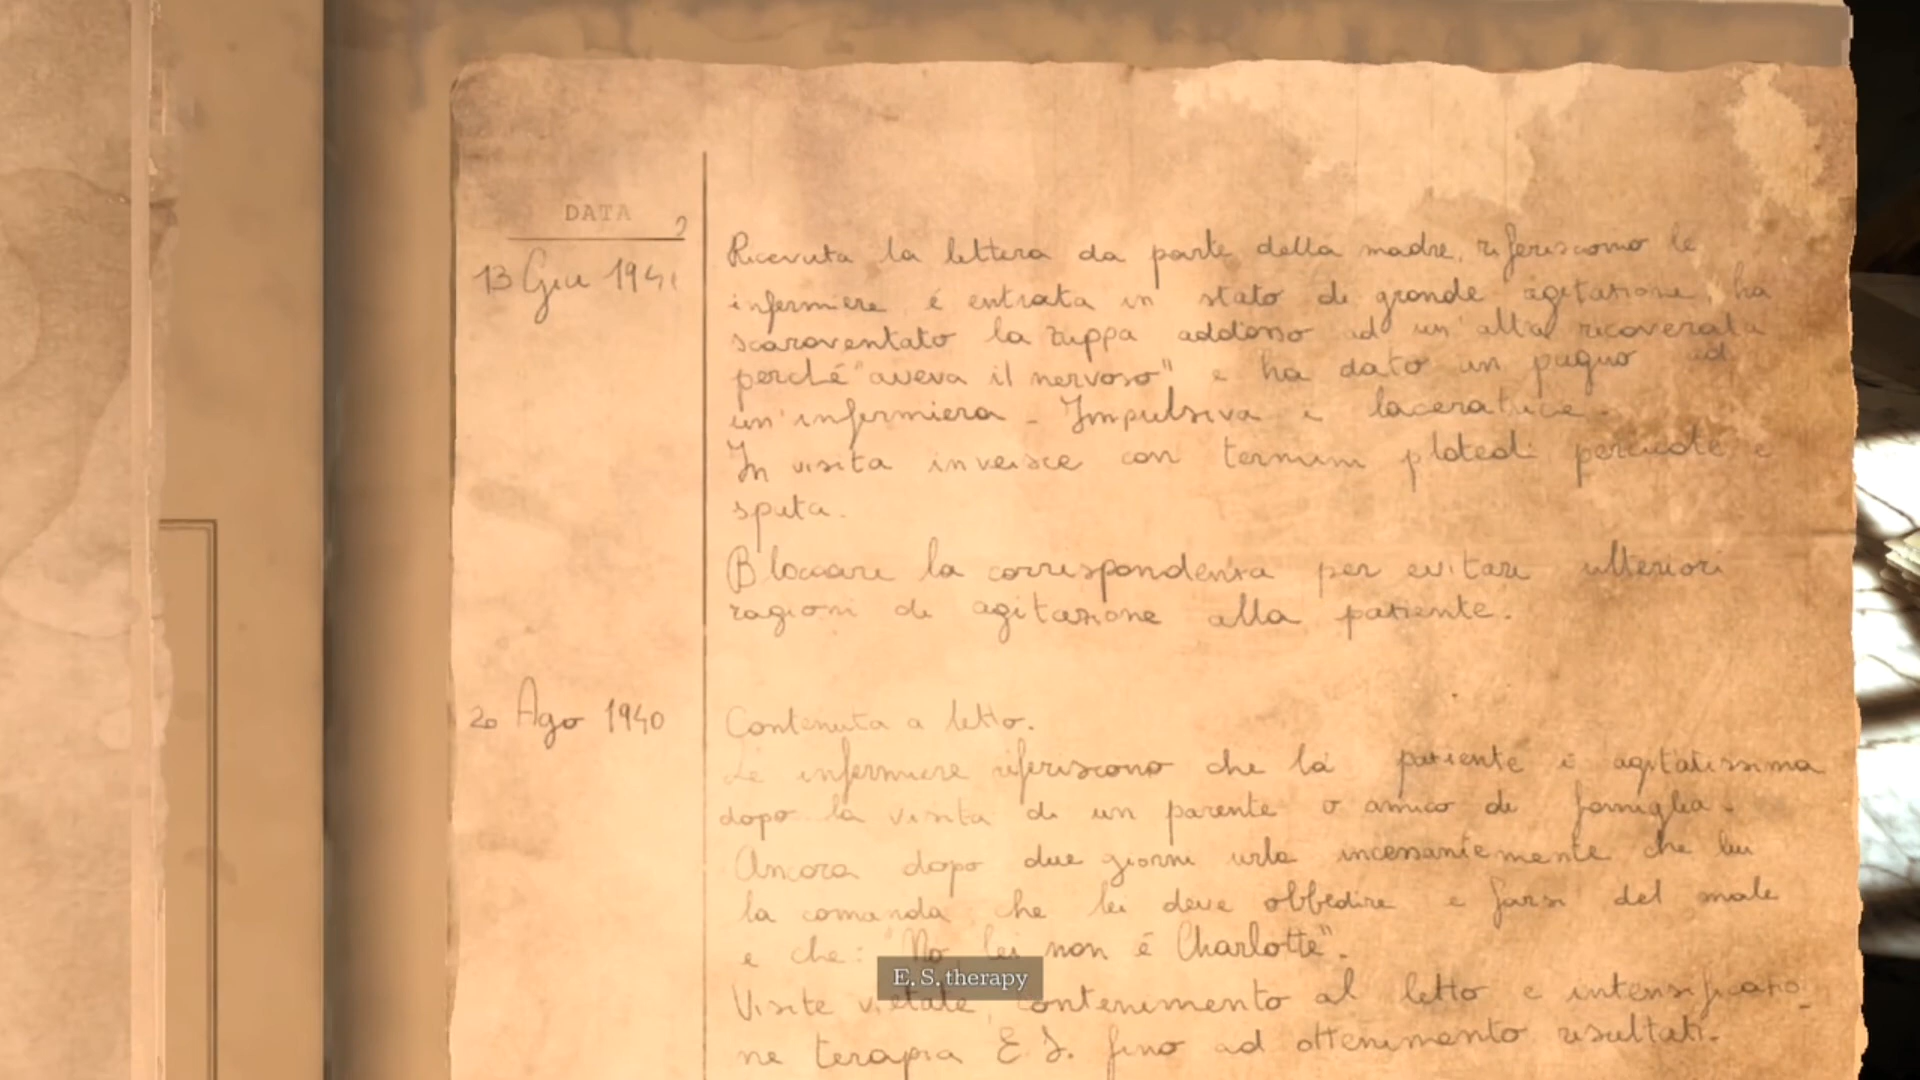 DATA
2
13 Giu 1941
Ricevuta la lettera da parte della madre, riferiscono le
infermiere é entrata in stato di grande agitazione, ha
scaraventato la zuppa addosso ad un'altra ricoverata
perché "aveva il nervoso" e ha dato un pugno ad
un'infermiera - Impulsiva e laceratrice.
In visita inveisce con termini plateali percuote e
sputa.
Bloccare la corrispondenza per evitare ulteriori
ragioni di agitazione alla paziente.
20 Ago 1940
Contenuta a letto.
Le infermiere riferiscono che la paziente è agitatissima
dopo la visita di un parente o amico di famiglia.
Ancora dopo due giorni urla incessantemente che lui
la comanda, che lei deve obbedire e farsi del male
e che: "No lei non é Charlotte".
E. S. therapy
Visite vietate, contenimento al letto e intensificazio-
ne terapia E.S. fino ad ottenimento risultati.